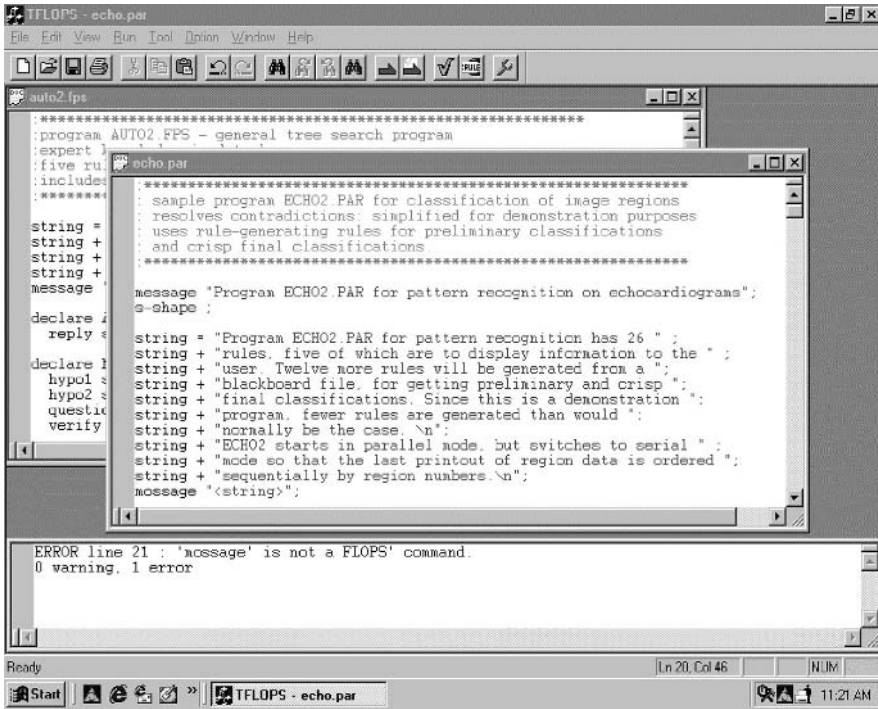 TFLOPS - echo.par
File Edit View Run Tool Option Window Help
auto2.fps
:**************************************************************
:program AUTO2.FPS - general tree search program
:expert
:five ru
:includes
:********
string =
string +
string +
string +
message "
declare
reply s
declare
hypo1 s
hypo2 s
questio
verify
echo.par
:**************************************************************
: sample program ECHO2.PAR for classification of image regions
: resolves contradictions: simplified for demonstration purposes
: uses rule-generating rules for preliminary classifications
: and crisp final classifications.
:**************************************************************
message "Program ECHO2.PAR for pattern recognition on echocardiograms";
s-shape ;
string = "Program ECHO2.PAR for pattern recognition has 26 " ;
string + "rules, five of which are to display information to the " ;
string + "user. Twelve more rules will be generated from a ";
string + "blackboard file, for getting preliminary and crisp ";
string + "final classifications. Since this is a demonstration ";
string + "program, fewer rules are generated than would ";
string + "normally be the case. \n";
string + "ECHO2 starts in parallel mode, but switches to serial " ;
string + "mode so that the last printout of region data is ordered ";
string + "sequentially by region numbers.\n";
mossage "<string>";
ERROR line 21 : 'mossage' is not a FLOPS' command.
0 warning, 1 error
Ready
Ln 20, Col 46
NUM
Start
»
TFLOPS - echo.par
11:21 AM